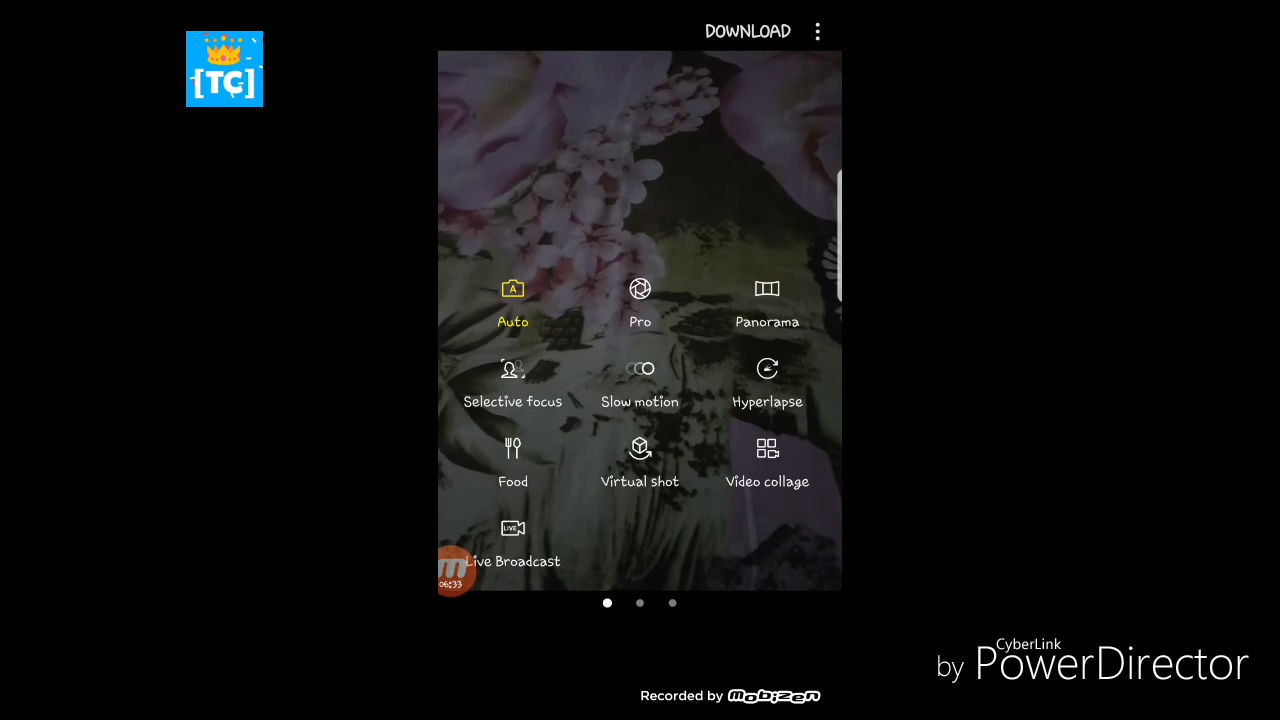 DOWNLOAD
[TC]
A
Auto
Pro
Panorama
Selective focus
Slow motion
Hyperlapse
Food
Virtual shot
Video collage
LIVE
Live Broadcast
m
06:33
CyberLink
by PowerDirector
Recorded by mobizen